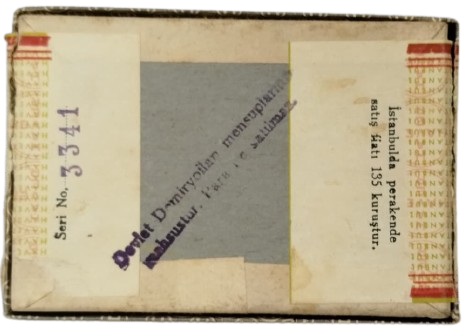 Seri No. 3341
Devlet Demiryolları mensuplarına
mahsustur. Para ile satılmaz.
İstanbulda perakende
satış fiatı 135 kuruştur.